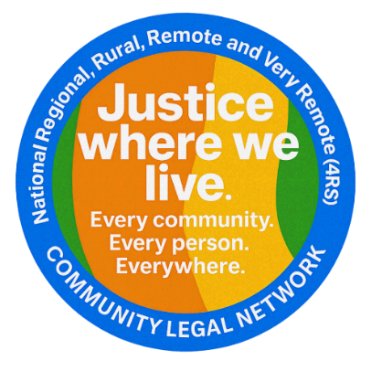 National Regional, Rural, Remote and Very Remote (4RS)
Justice
where we
live.
Every community.
Every person.
Everywhere.
COMMUNITY LEGAL NETWORK